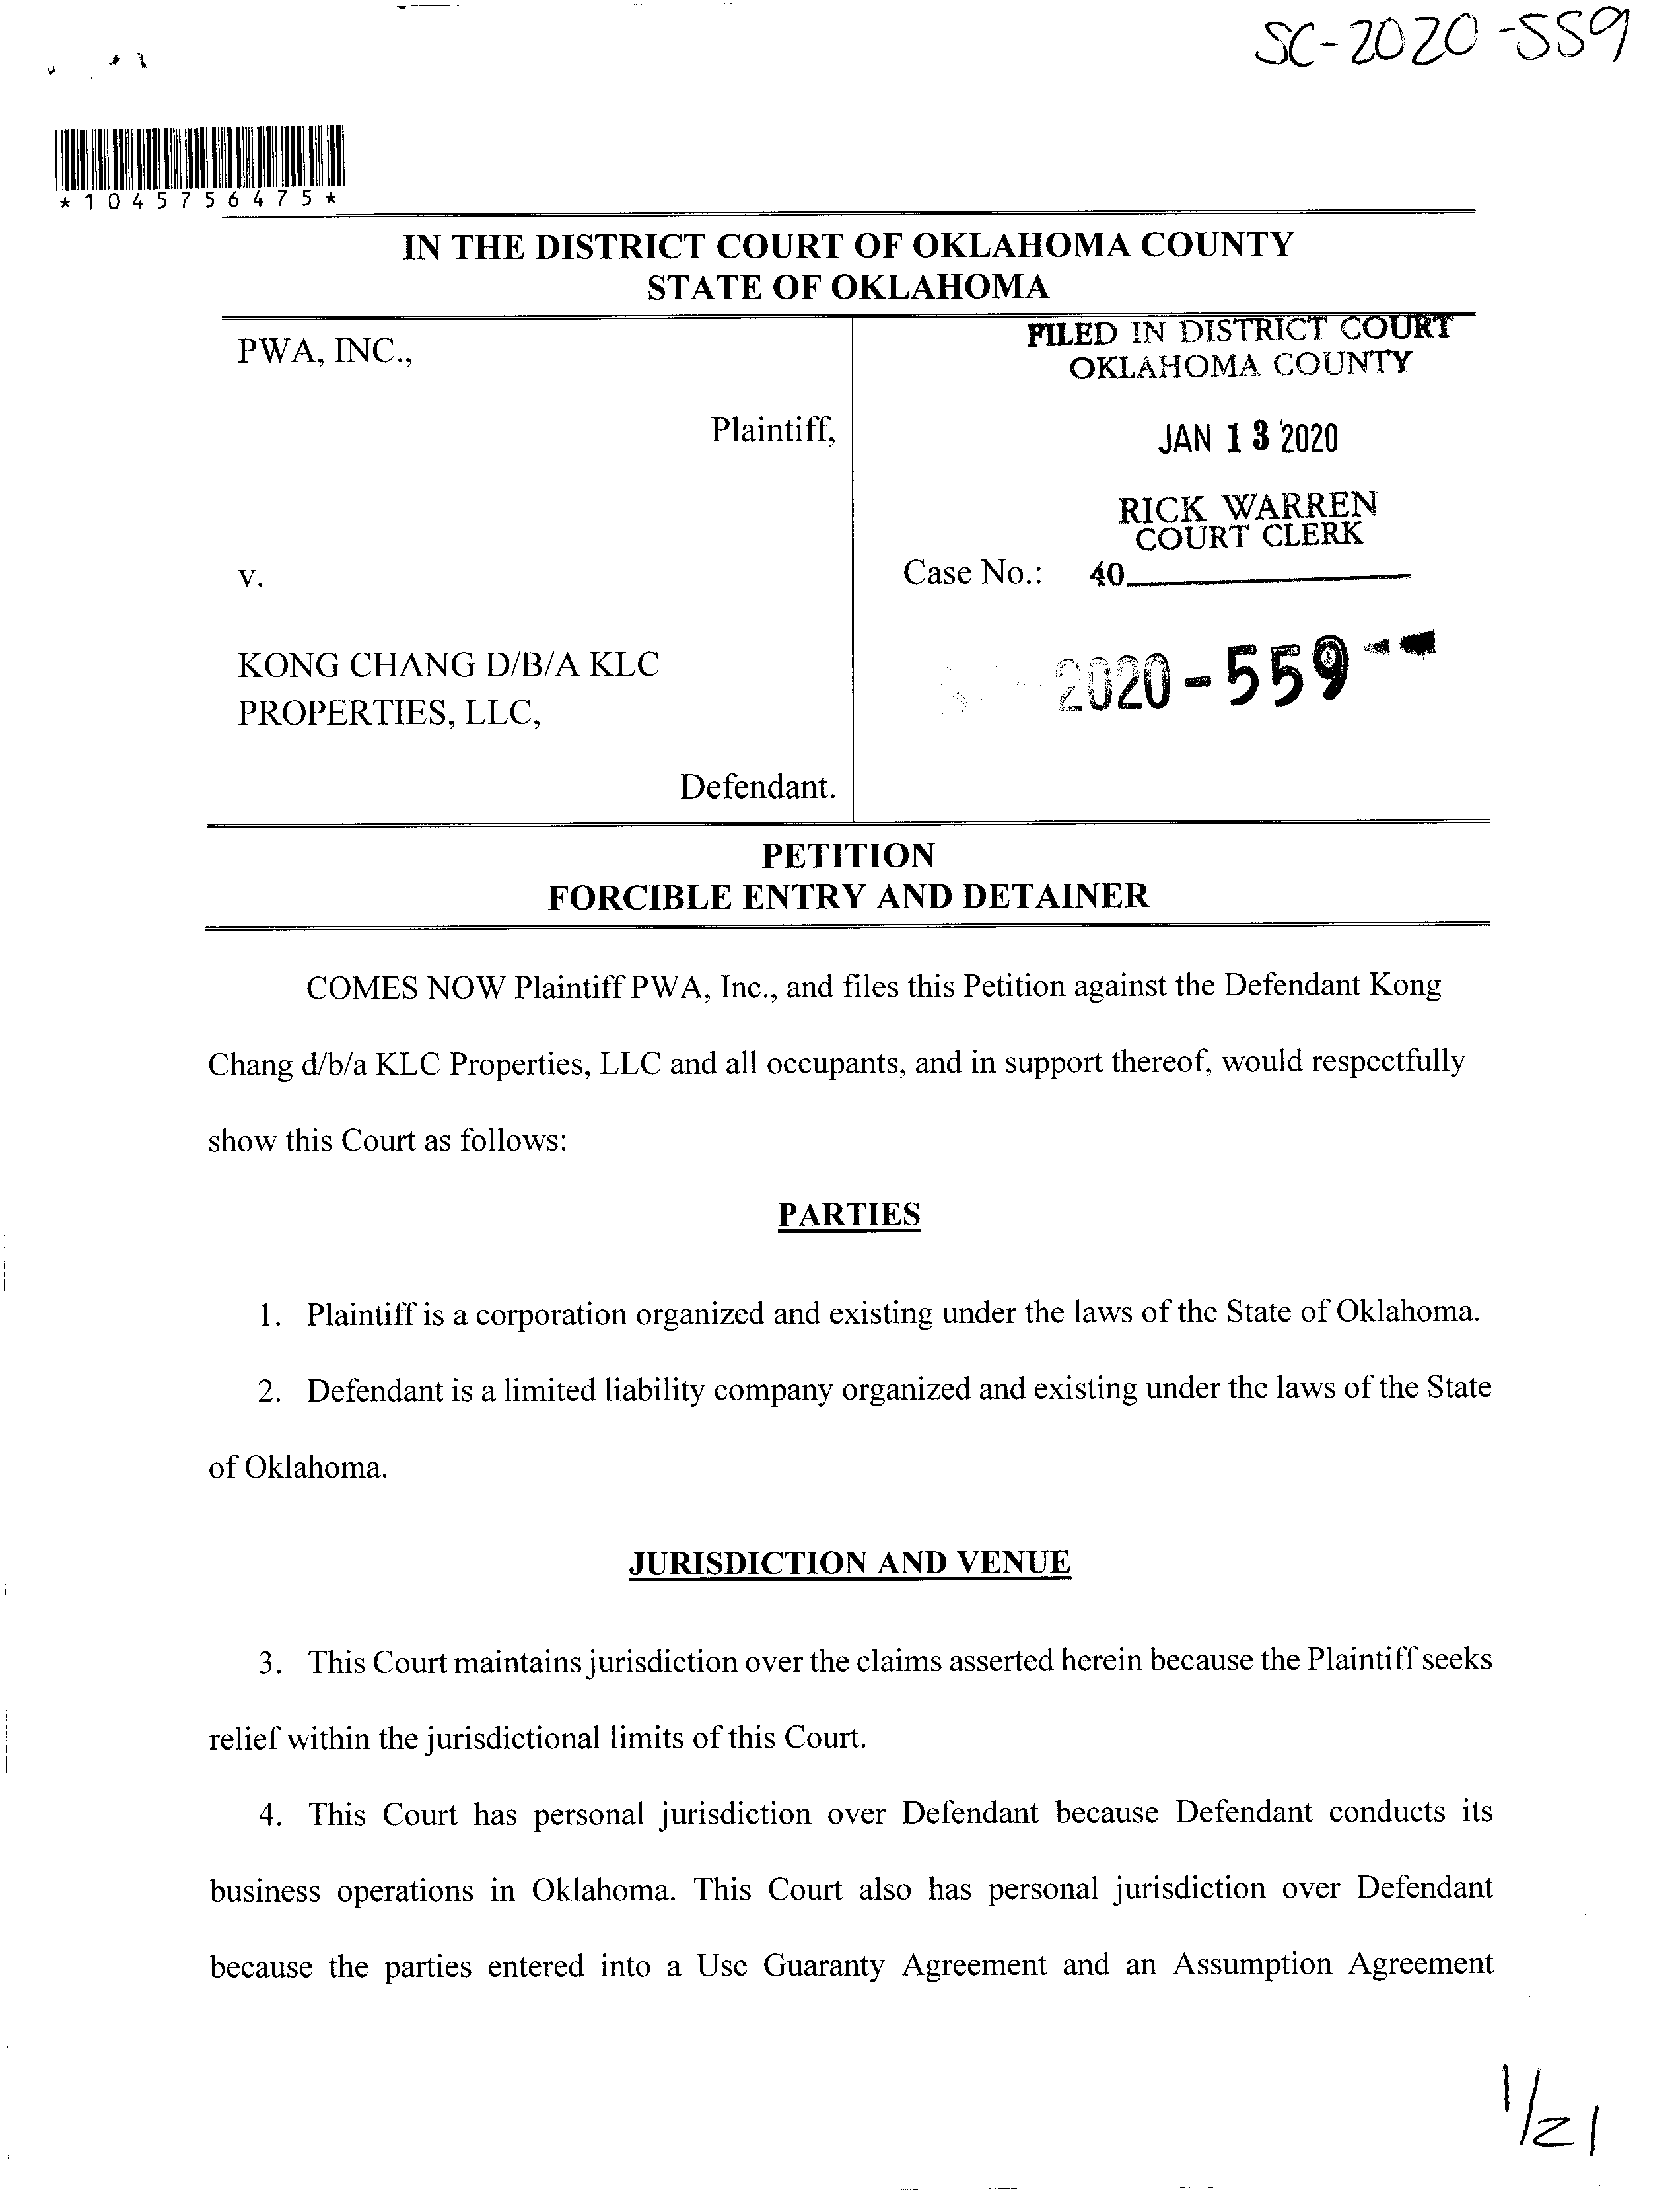 SC-2020-559
*1045756475*
IN THE DISTRICT COURT OF OKLAHOMA COUNTY
STATE OF OKLAHOMA
PWA, INC.,
Plaintiff,
v.
KONG CHANG D/B/A KLC
PROPERTIES, LLC,
Defendant.
FILED IN DISTRICT COURT
OKLAHOMA COUNTY
JAN 13 2020
RICK WARREN
COURT CLERK
Case No.: 40
2020-559
PETITION
FORCIBLE ENTRY AND DETAINER
COMES NOW Plaintiff PWA, Inc., and files this Petition against the Defendant Kong
Chang d/b/a KLC Properties, LLC and all occupants, and in support thereof, would respectfully
show this Court as follows:
PARTIES
1. Plaintiff is a corporation organized and existing under the laws of the State of Oklahoma.
2. Defendant is a limited liability company organized and existing under the laws of the State
of Oklahoma.
JURISDICTION AND VENUE
3. This Court maintains jurisdiction over the claims asserted herein because the Plaintiff seeks
relief within the jurisdictional limits of this Court.
4. This Court has personal jurisdiction over Defendant because Defendant conducts its
business operations in Oklahoma. This Court also has personal jurisdiction over Defendant
because the parties entered into a Use Guaranty Agreement and an Assumption Agreement
1/21